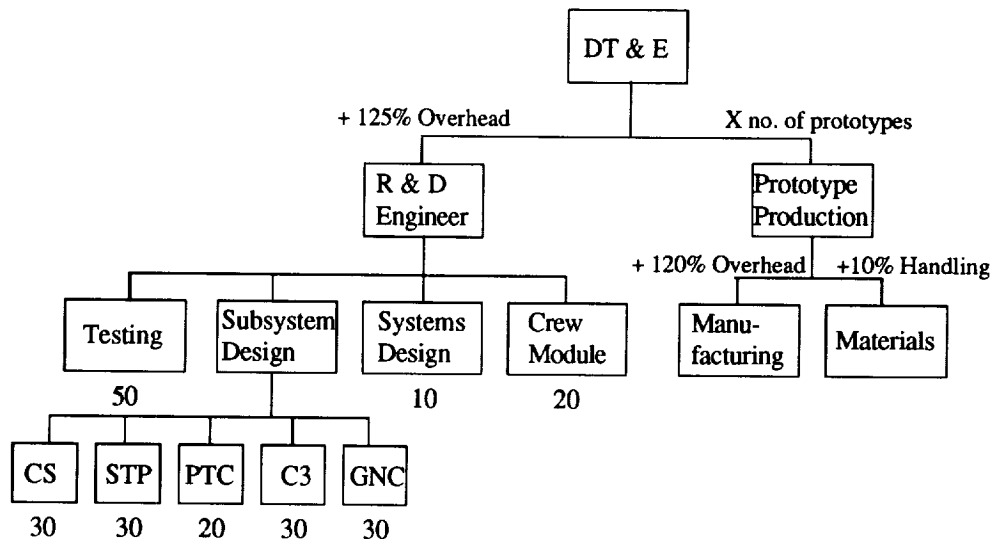 DT & E
+ 125% Overhead
X no. of prototypes
R & D
Engineer
Prototype
Production
+ 120% Overhead
+10% Handling
Testing
Subsystem
Design
Systems
Design
Crew
Module
Manu-
facturing
Materials
50
10
20
CS
STP
PTC
C3
GNC
30
30
20
30
30